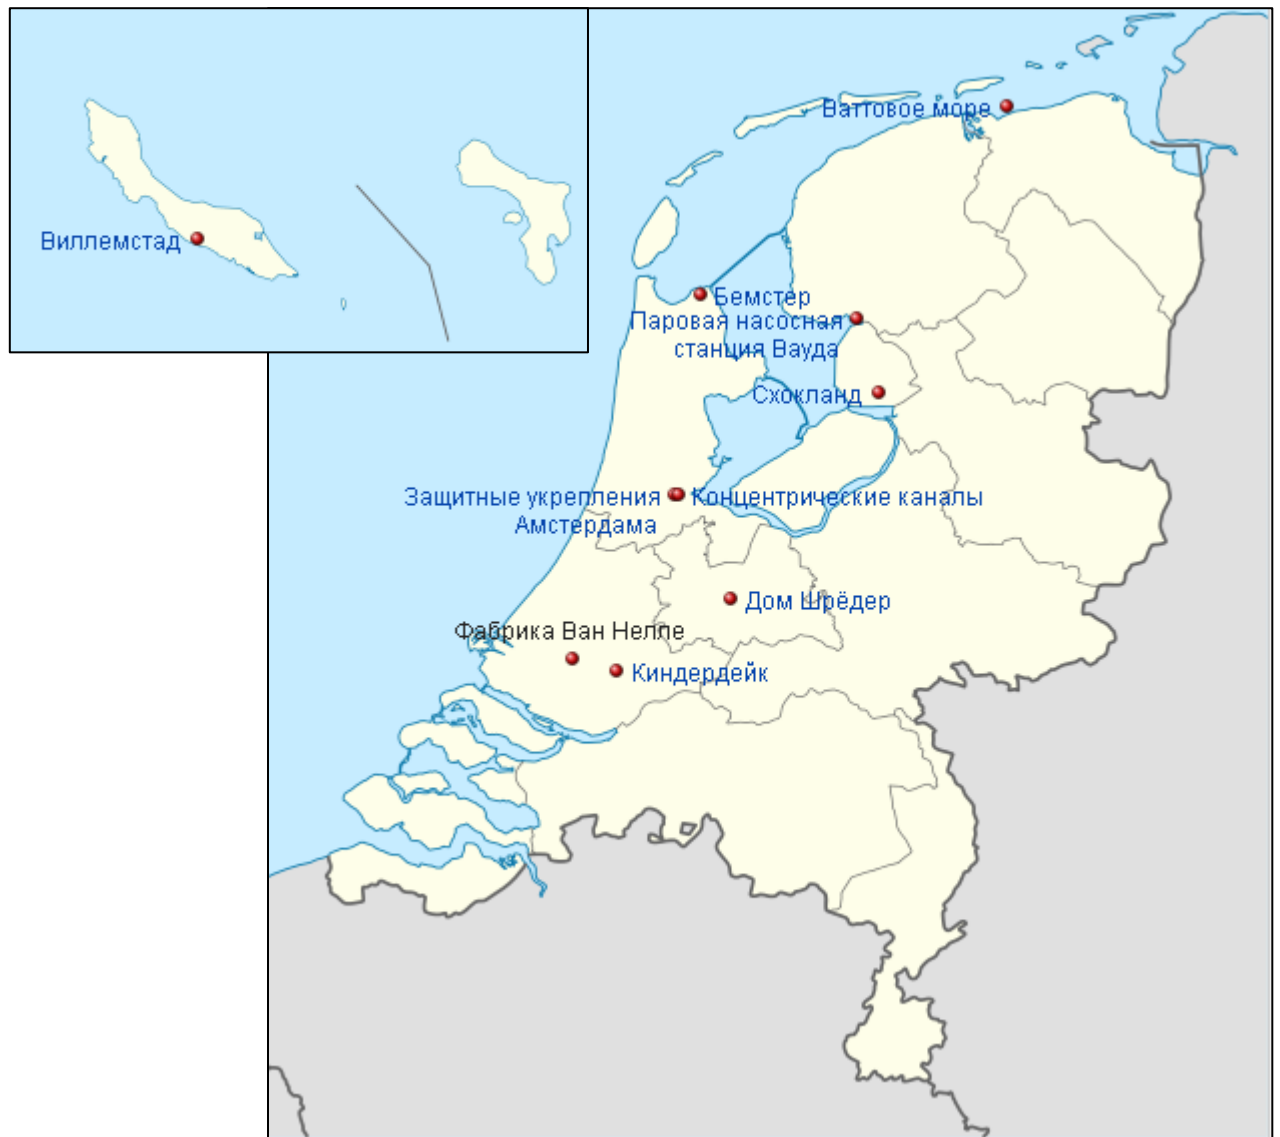 Ваттовое море
Виллемстад
Бемстер
Паровая насосная
станция Вауда
Схокланд
Защитные укрепления
Амстердама
Концентрические каналы
Дом Шрёдер
Фабрика Ван Нелле
Киндердейк